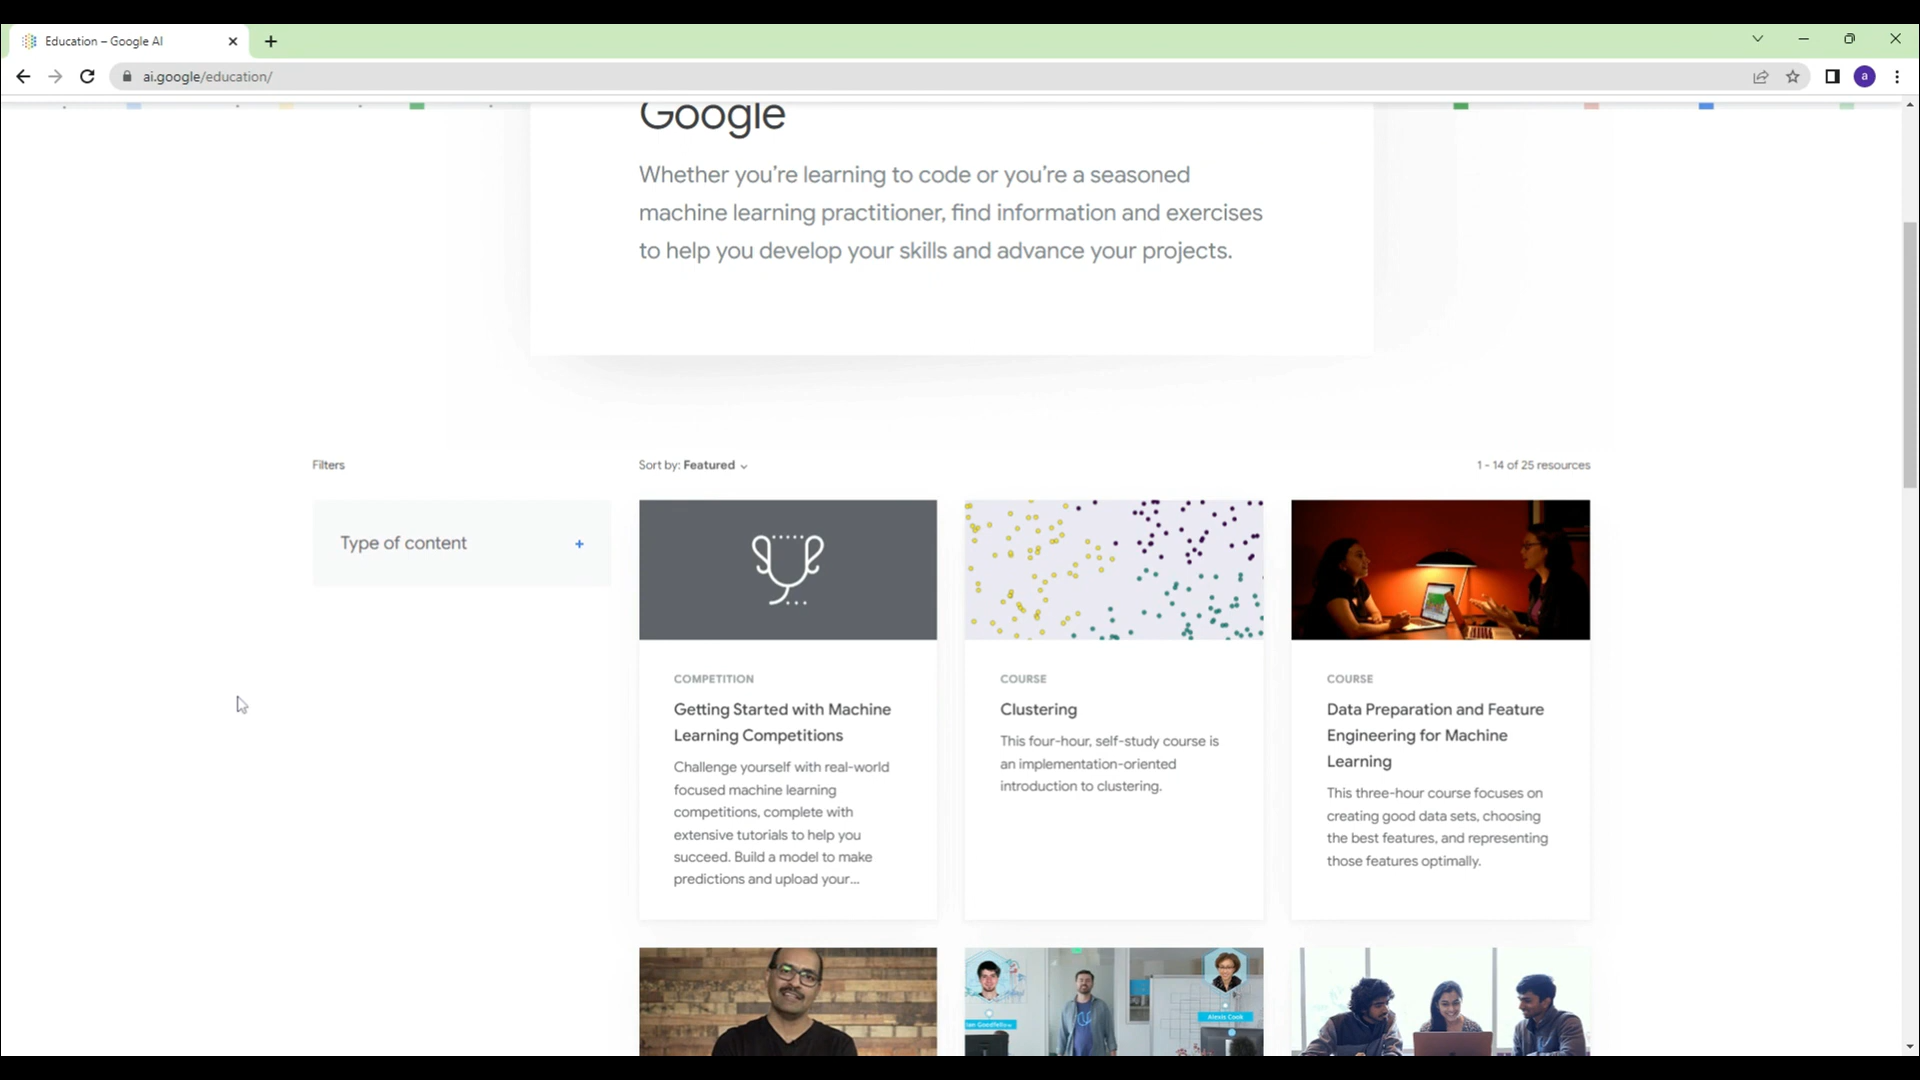 Education – Google AI
ai.google/education/
a
Google
Whether you're learning to code or you're a seasoned
machine learning practitioner, find information and exercises
to help you develop your skills and advance your projects.
Filters
Sort by: Featured
1 - 14 of 25 resources
Type of content
+
COMPETITION
Getting Started with Machine
Learning Competitions
Challenge yourself with real-world
focused machine learning
competitions, complete with
extensive tutorials to help you
succeed. Build a model to make
predictions and upload your...
COURSE
Clustering
This four-hour, self-study course is
an implementation-oriented
introduction to clustering.
COURSE
Data Preparation and Feature
Engineering for Machine
Learning
This three-hour course focuses on
creating good data sets, choosing
the best features, and representing
those features optimally.
Ian Goodfellow
Alexis Cook